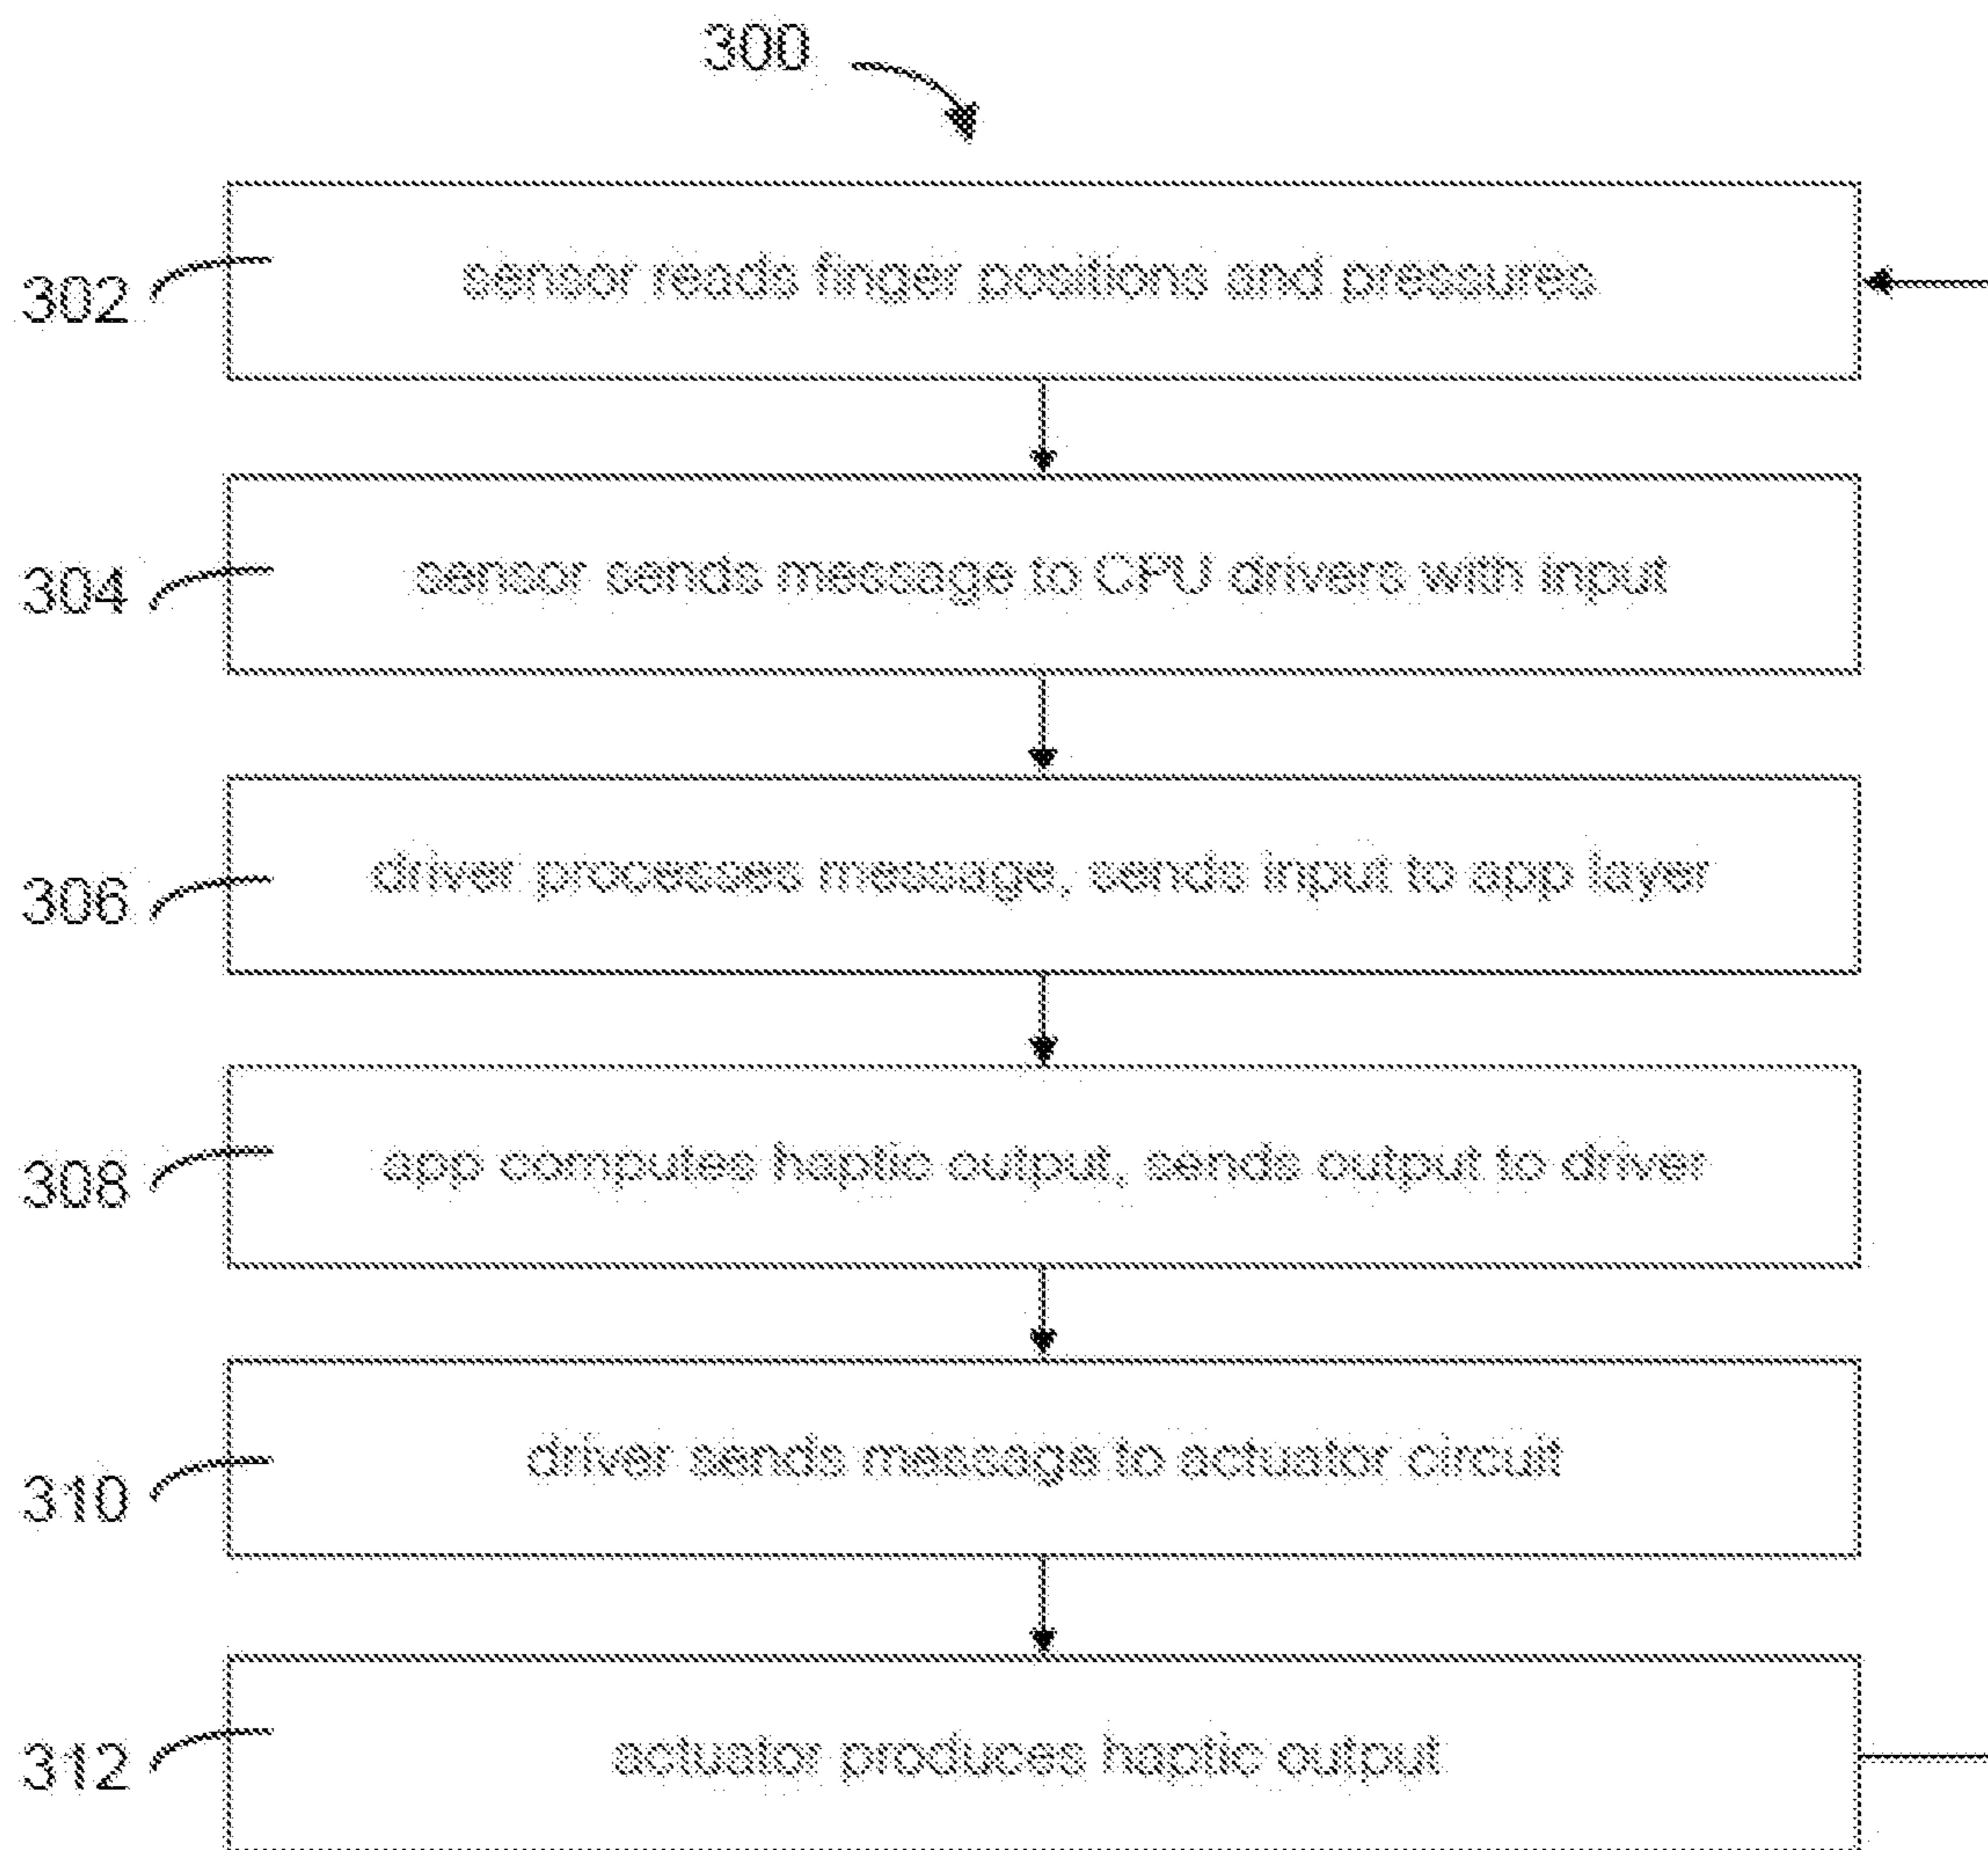 300
302
sensor reads finger positions and pressures
304
sensor sends message to CPU drivers with input
306
driver processes message, sends input to app layer
308
app computes haptic output, sends output to driver
310
driver sends message to actuator circuit
312
actuator produces haptic output